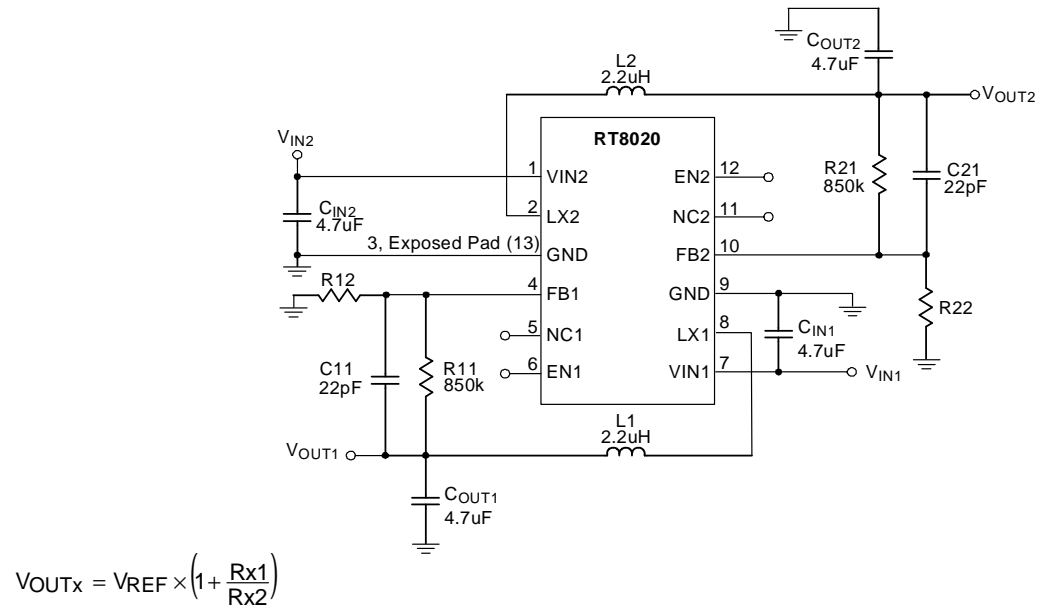 COUT2
4.7uF
L2
2.2uH
VOUT2
VIN2
RT8020
1
VIN2
EN2
12
R21
850k
C21
22pF
CIN2
4.7uF
2
LX2
NC2
11
3, Exposed Pad (13)
GND
FB2
10
R12
4
FB1
GND
9
R22
5
NC1
LX1
8
CIN1
4.7uF
C11
22pF
R11
850k
6
EN1
VIN1
7
VIN1
L1
2.2uH
VOUT1
COUT1
4.7uF
VOUTx = VREF × (1 + Rx1/Rx2)